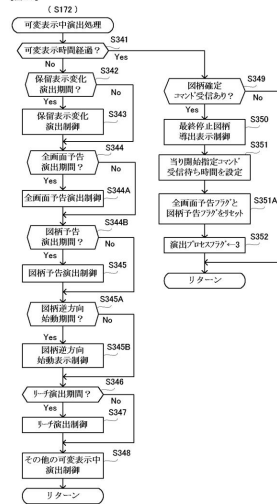 (S172)
可変表示中演出処理
S341
可変表示時間経過？
Yes
No
S342
保留表示変化
演出期間？
No
Yes
S343
保留表示変化
演出制御
S344
全画面予告
演出期間？
No
Yes
S344A
全画面予告演出制御
S344B
図柄予告
演出期間？
No
Yes
S345
図柄予告演出制御
S345A
図柄逆方向
始動期間？
No
Yes
S345B
図柄逆方向
始動表示制御
S346
リーチ演出期間？
No
Yes
S347
リーチ演出制御
S348
その他の可変表示中
演出制御
リターン
S349
図柄確定
コマンド受信あり？
No
Yes
S350
最終停止図柄
導出表示制御
S351
当り開始指定コマンド
受信待ち時間を設定
S351A
全画面予告フラグと
図柄予告フラグをリセット
S352
演出プロセスフラグ←3
リターン